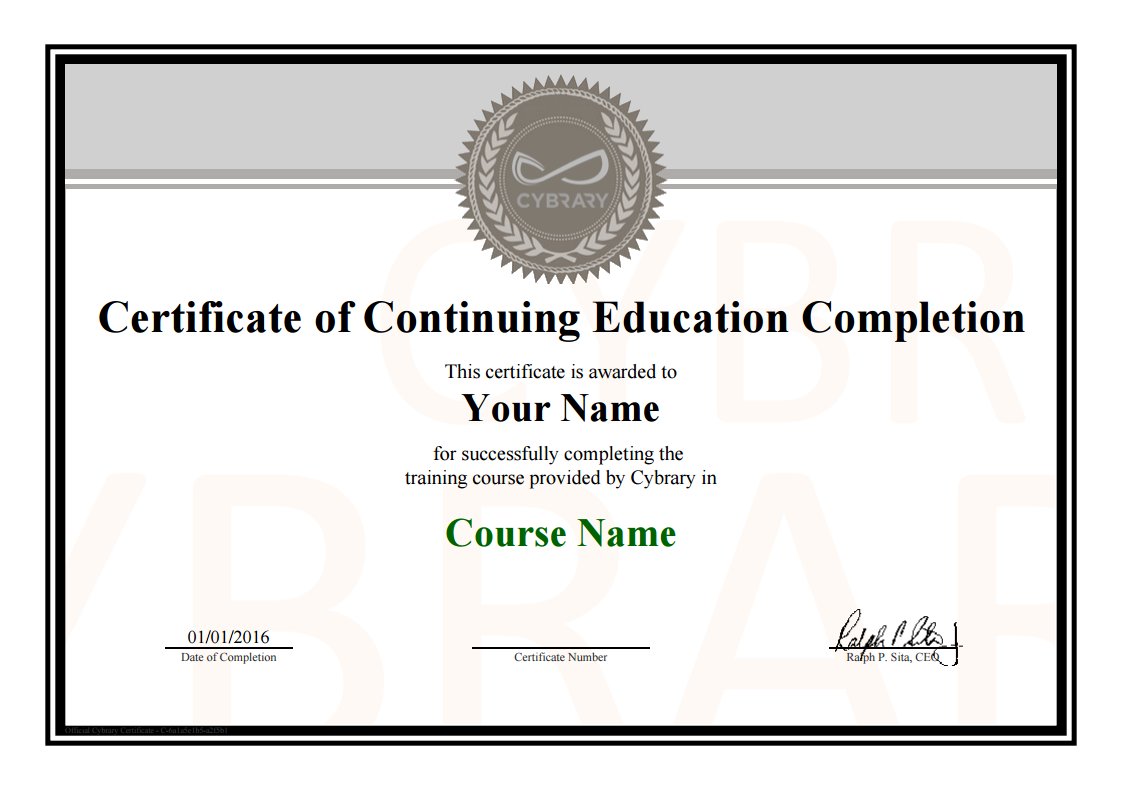 CYBRARY
CYBR
Certificate of Continuing Education Completion
This certificate is awarded to
Your Name
for successfully completing the
training course provided by Cybrary in
Course Name
YBRAR
01/01/2016
Date of Completion
Certificate Number
Ralph P. Sita
Ralph P. Sita, CEO
Official Cybrary Certificate -